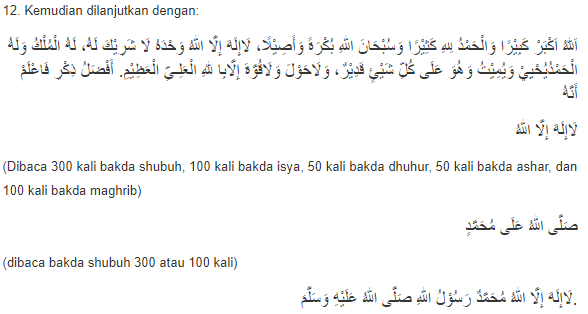 12. Kemudian dilanjutkan dengan:
اَللهُ اَكْبَرْ كَبِيْرًا وَالْحَمْدُ لِلهِ كَثِيْرًا وَسُبْحَانَ اللهِ بُكْرَةً وَأَصِيْلًا، لَاإِلَهَ إِلَّا اللهُ وَحْدَهُ لَا شَرِيْكَ لَهُ، لَهُ الْمُلْكُ وَلَهُ
الْحَمْدُيُحْيِيْ وَيُمِيْتُ وَهُوَ عَلَى كُلِّ شَيْئٍ قَدِيْرٌ، وَلَاحَوْلَ وَلَاقُوَّةَ إِلَّابِا للهِ الْعَلِـيِّ الْعَظِيْمِ. أَفْضَلُ ذِكْرِ فَاعْلَمْ
أَنَّهُ
لَاإِلَهَ إِلَّا اللهُ
(Dibaca 300 kali bakda shubuh, 100 kali bakda isya, 50 kali bakda dhuhur, 50 kali bakda ashar, dan
100 kali bakda maghrib)
صَلَّى اللهُ عَلَى مُحَمَّدٍ
(dibaca bakda shubuh 300 atau 100 kali)
لَاإِلَهَ إِلَّا اللهُ مُحَمَّدٌ رَسُوْلُ اللهِ صَلَّى اللهُ عَلَيْهِ وَسَلَّمَ.